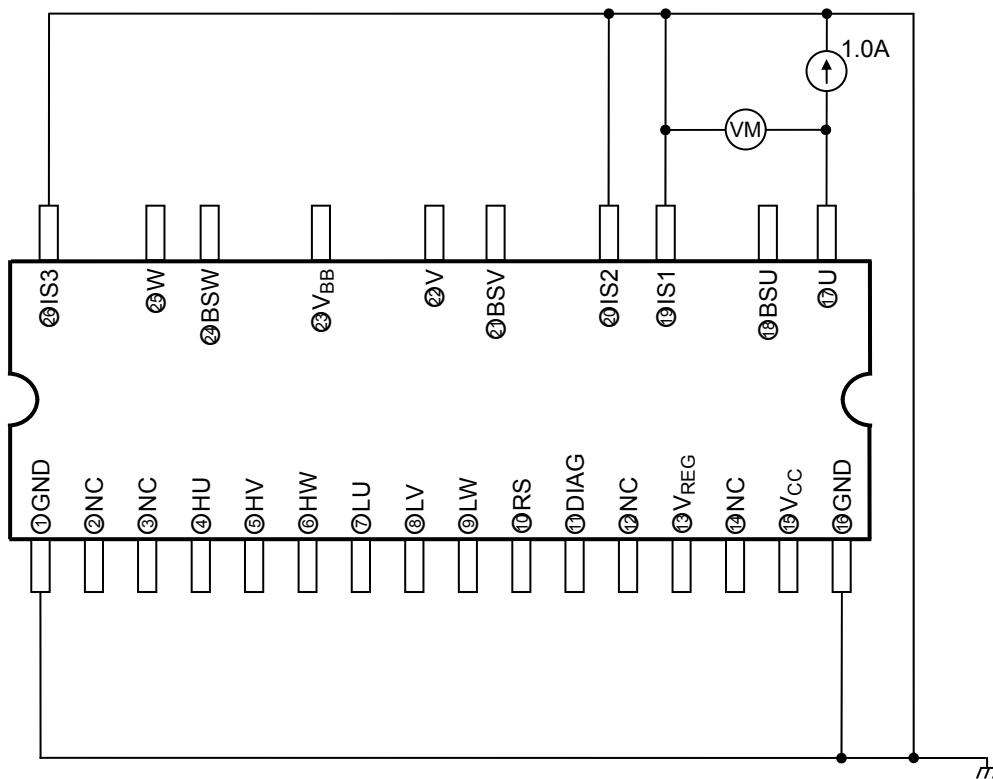 1.0A
VM
㉖IS3
㉕W
㉔BSW
㉓VBB
㉒V
㉑BSV
⑳IS2
⑲IS1
⑱BSU
⑰U
①GND
②NC
③NC
④HU
⑤HV
⑥HW
⑦LU
⑧LV
⑨LW
⑩RS
⑪DIAG
⑫NC
⑬VREG
⑭NC
⑮VCC
⑯GND